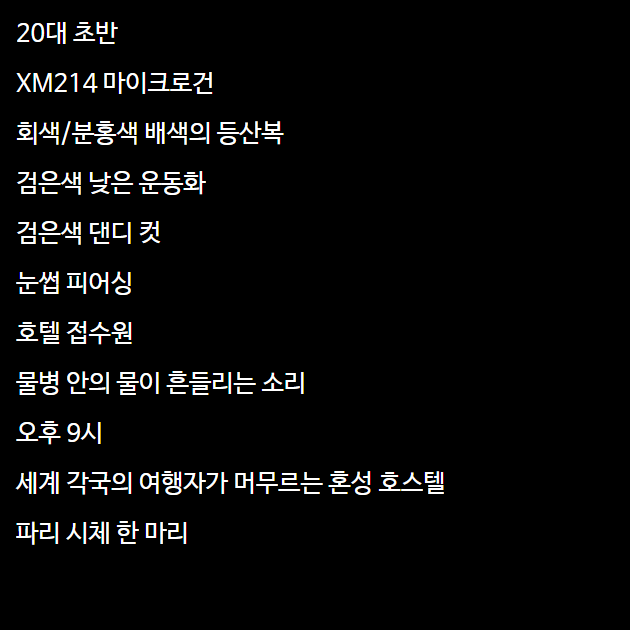 20대 초반
XM214 마이크로건
회색/분홍색 배색의 등산복
검은색 낮은 운동화
검은색 댄디 컷
눈썹 피어싱
호텔 접수원
물병 안의 물이 흔들리는 소리
오후 9시
세계 각국의 여행자가 머무르는 혼성 호스텔
파리 시체 한 마리